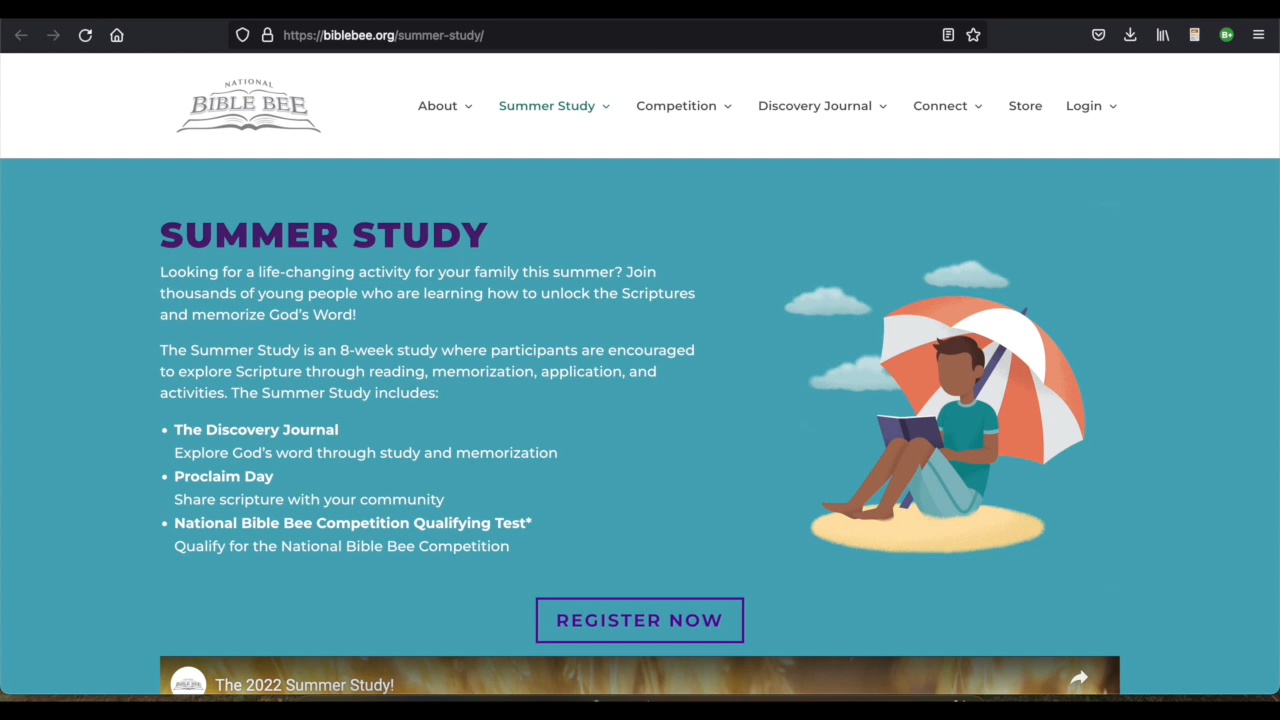 https://biblebee.org/summer-study/
B+
NATIONAL
BIBLE BEE
About
Summer Study
Competition
Discovery Journal
Connect
Store
Login
SUMMER STUDY
Looking for a life-changing activity for your family this summer? Join
thousands of young people who are learning how to unlock the Scriptures
and memorize God's Word!
The Summer Study is an 8-week study where participants are encouraged
to explore Scripture through reading, memorization, application, and
activities. The Summer Study includes:
• The Discovery Journal
Explore God's word through study and memorization
• Proclaim Day
Share scripture with your community
• National Bible Bee Competition Qualifying Test*
Qualify for the National Bible Bee Competition
REGISTER NOW
The 2022 Summer Study!